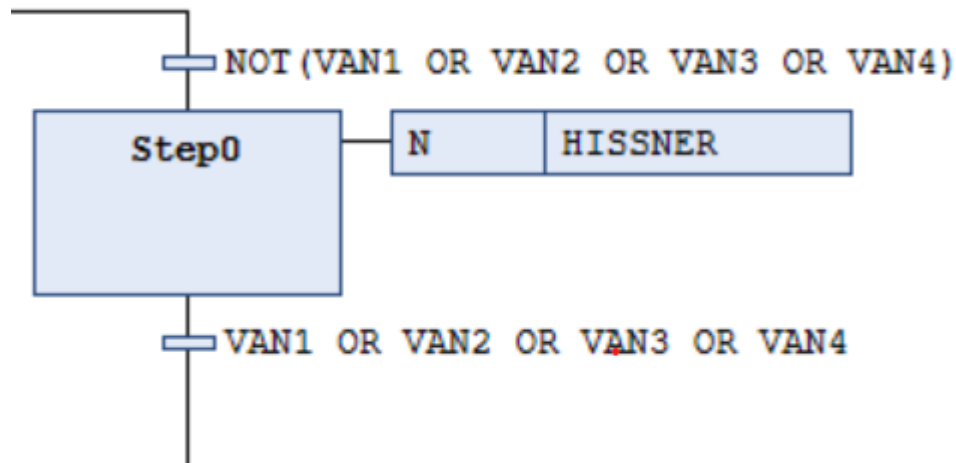 NOT(VAN1 OR VAN2 OR VAN3 OR VAN4)
Step0 N HISSNER
VAN1 OR VAN2 OR VAN3 OR VAN4